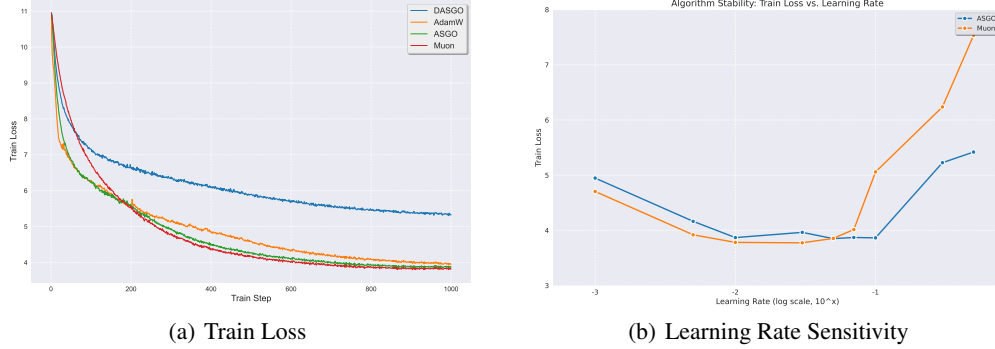 11
10
9
8
7
6
5
4
Train Loss
0
200
400
600
800
1000
Train Step
DASGO
AdamW
ASGO
Muon
(a) Train Loss
Algorithm Stability: Train Loss vs. Learning Rate
8
7
6
5
4
3
Train Loss
-3
-2
-1
Learning Rate (log scale, 10^x)
ASGO
Muon
(b) Learning Rate Sensitivity